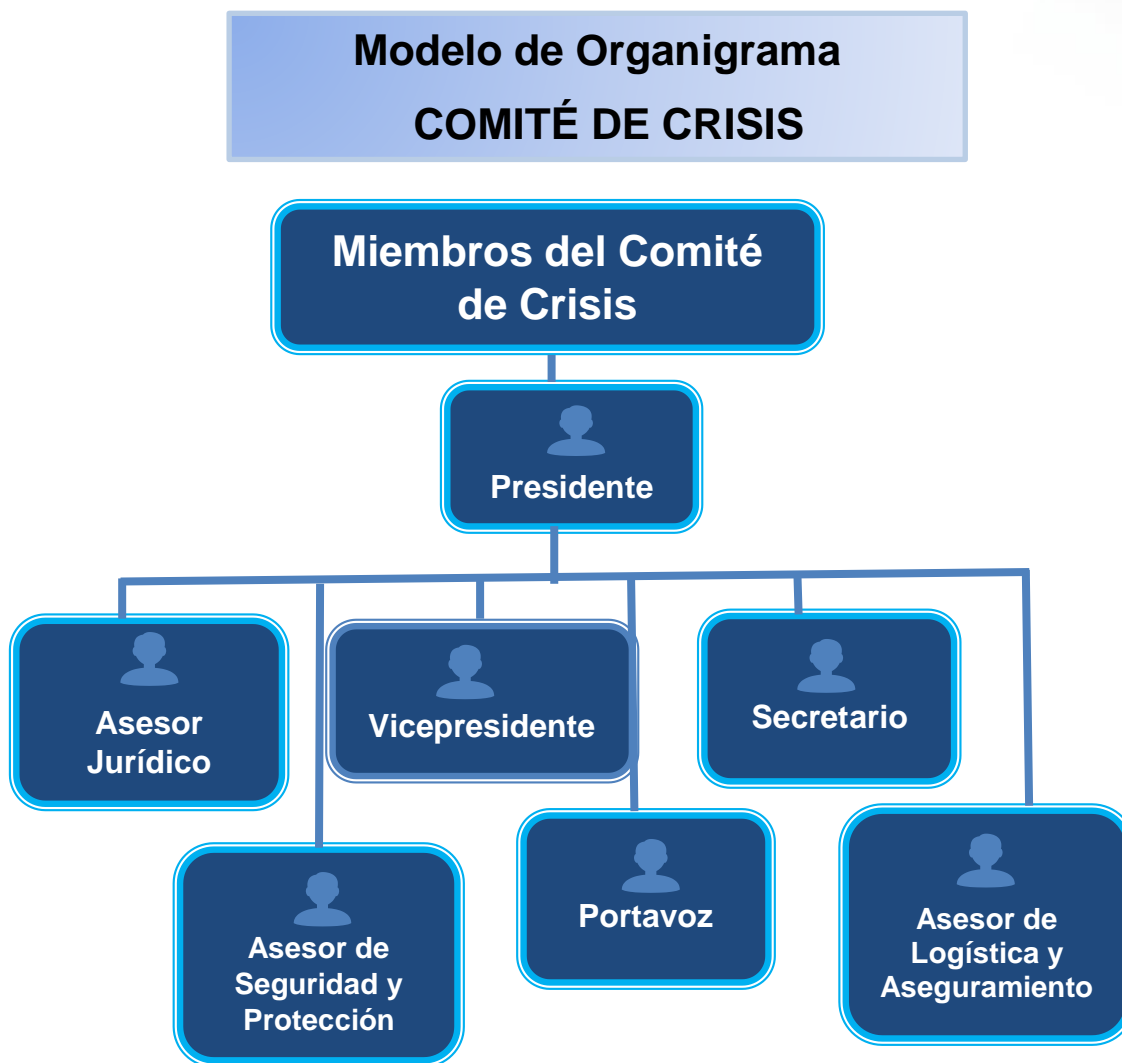 Modelo de Organigrama
COMITÉ DE CRISIS
Miembros del Comité
de Crisis
Presidente
Asesor
Jurídico
Vicepresidente
Secretario
Asesor de
Seguridad y
Protección
Portavoz
Asesor de
Logística y
Aseguramiento